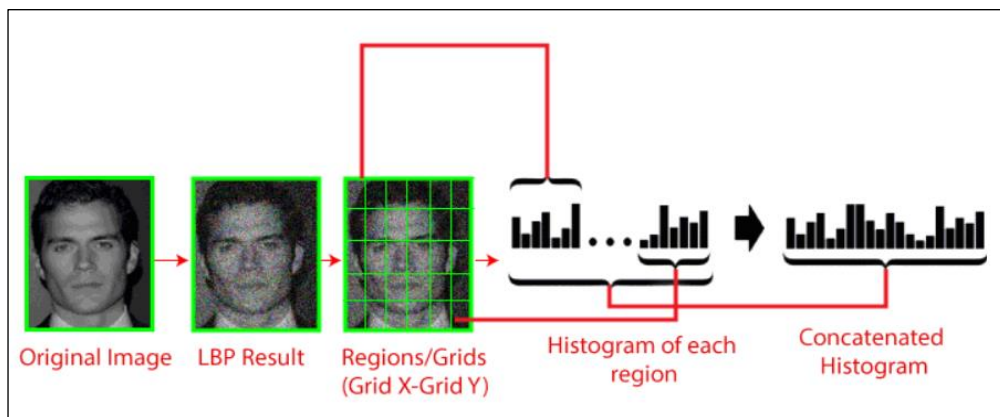 Original Image
LBP Result
Regions/Grids
(Grid X-Grid Y)
Histogram of each
region
Concatenated
Histogram